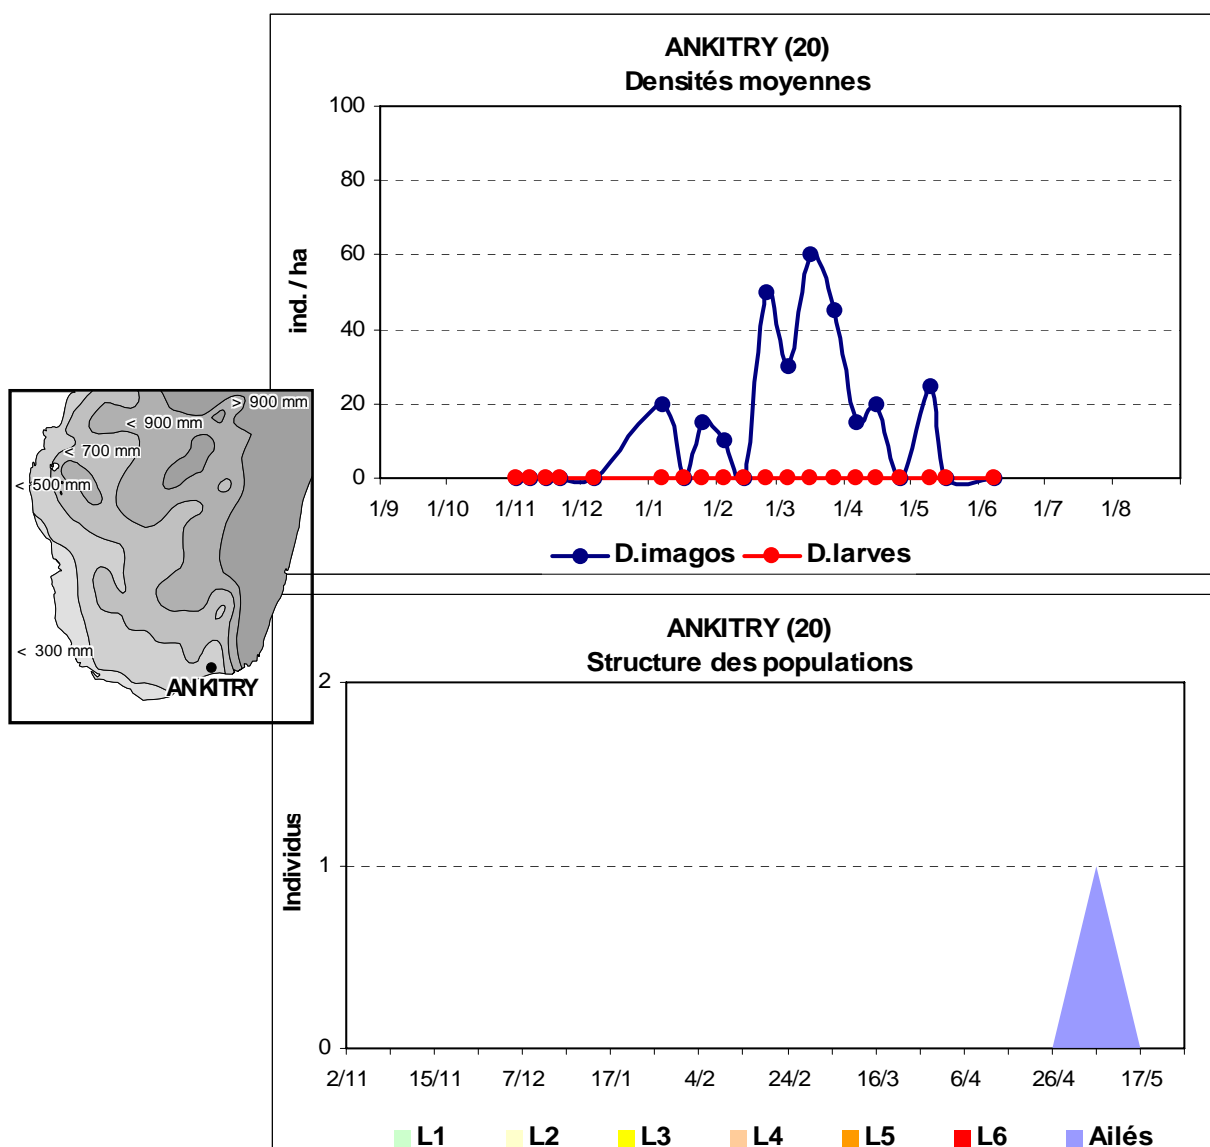 ANKITRY (20)
Densités moyennes
100
80
60
40
20
0
ind. / ha
1/9 1/10 1/11 1/12 1/1 1/2 1/3 1/4 1/5 1/6 1/7 1/8
D.imagos D.larves
> 900 mm
< 900 mm
< 700 mm
< 500 mm
< 300 mm
ANKITRY
ANKITRY (20)
Structure des populations
2
1
0
Individus
2/11 15/11 7/12 17/1 4/2 24/2 16/3 6/4 26/4 17/5
L1 L2 L3 L4 L5 L6 Ailés